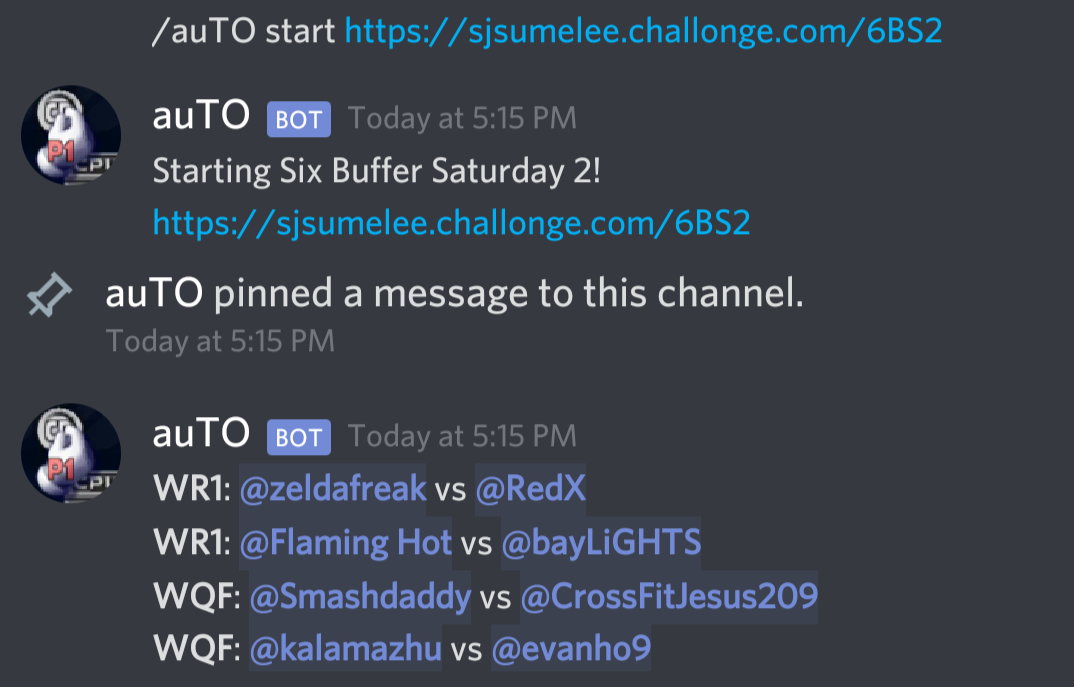 /auTO start https://sjsumelee.challonge.com/6BS2
auTO BOT Today at 5:15 PM
P1
Starting Six Buffer Saturday 2!
https://sjsumelee.challonge.com/6BS2
auTO pinned a message to this channel.
Today at 5:15 PM
auTO BOT Today at 5:15 PM
P1
WR1: @zeldafreak vs @RedX
WR1: @Flaming Hot vs @bayLiGHTS
WQF: @Smashdaddy vs @CrossFitJesus209
WQF: @kalamazhu vs @evanho9